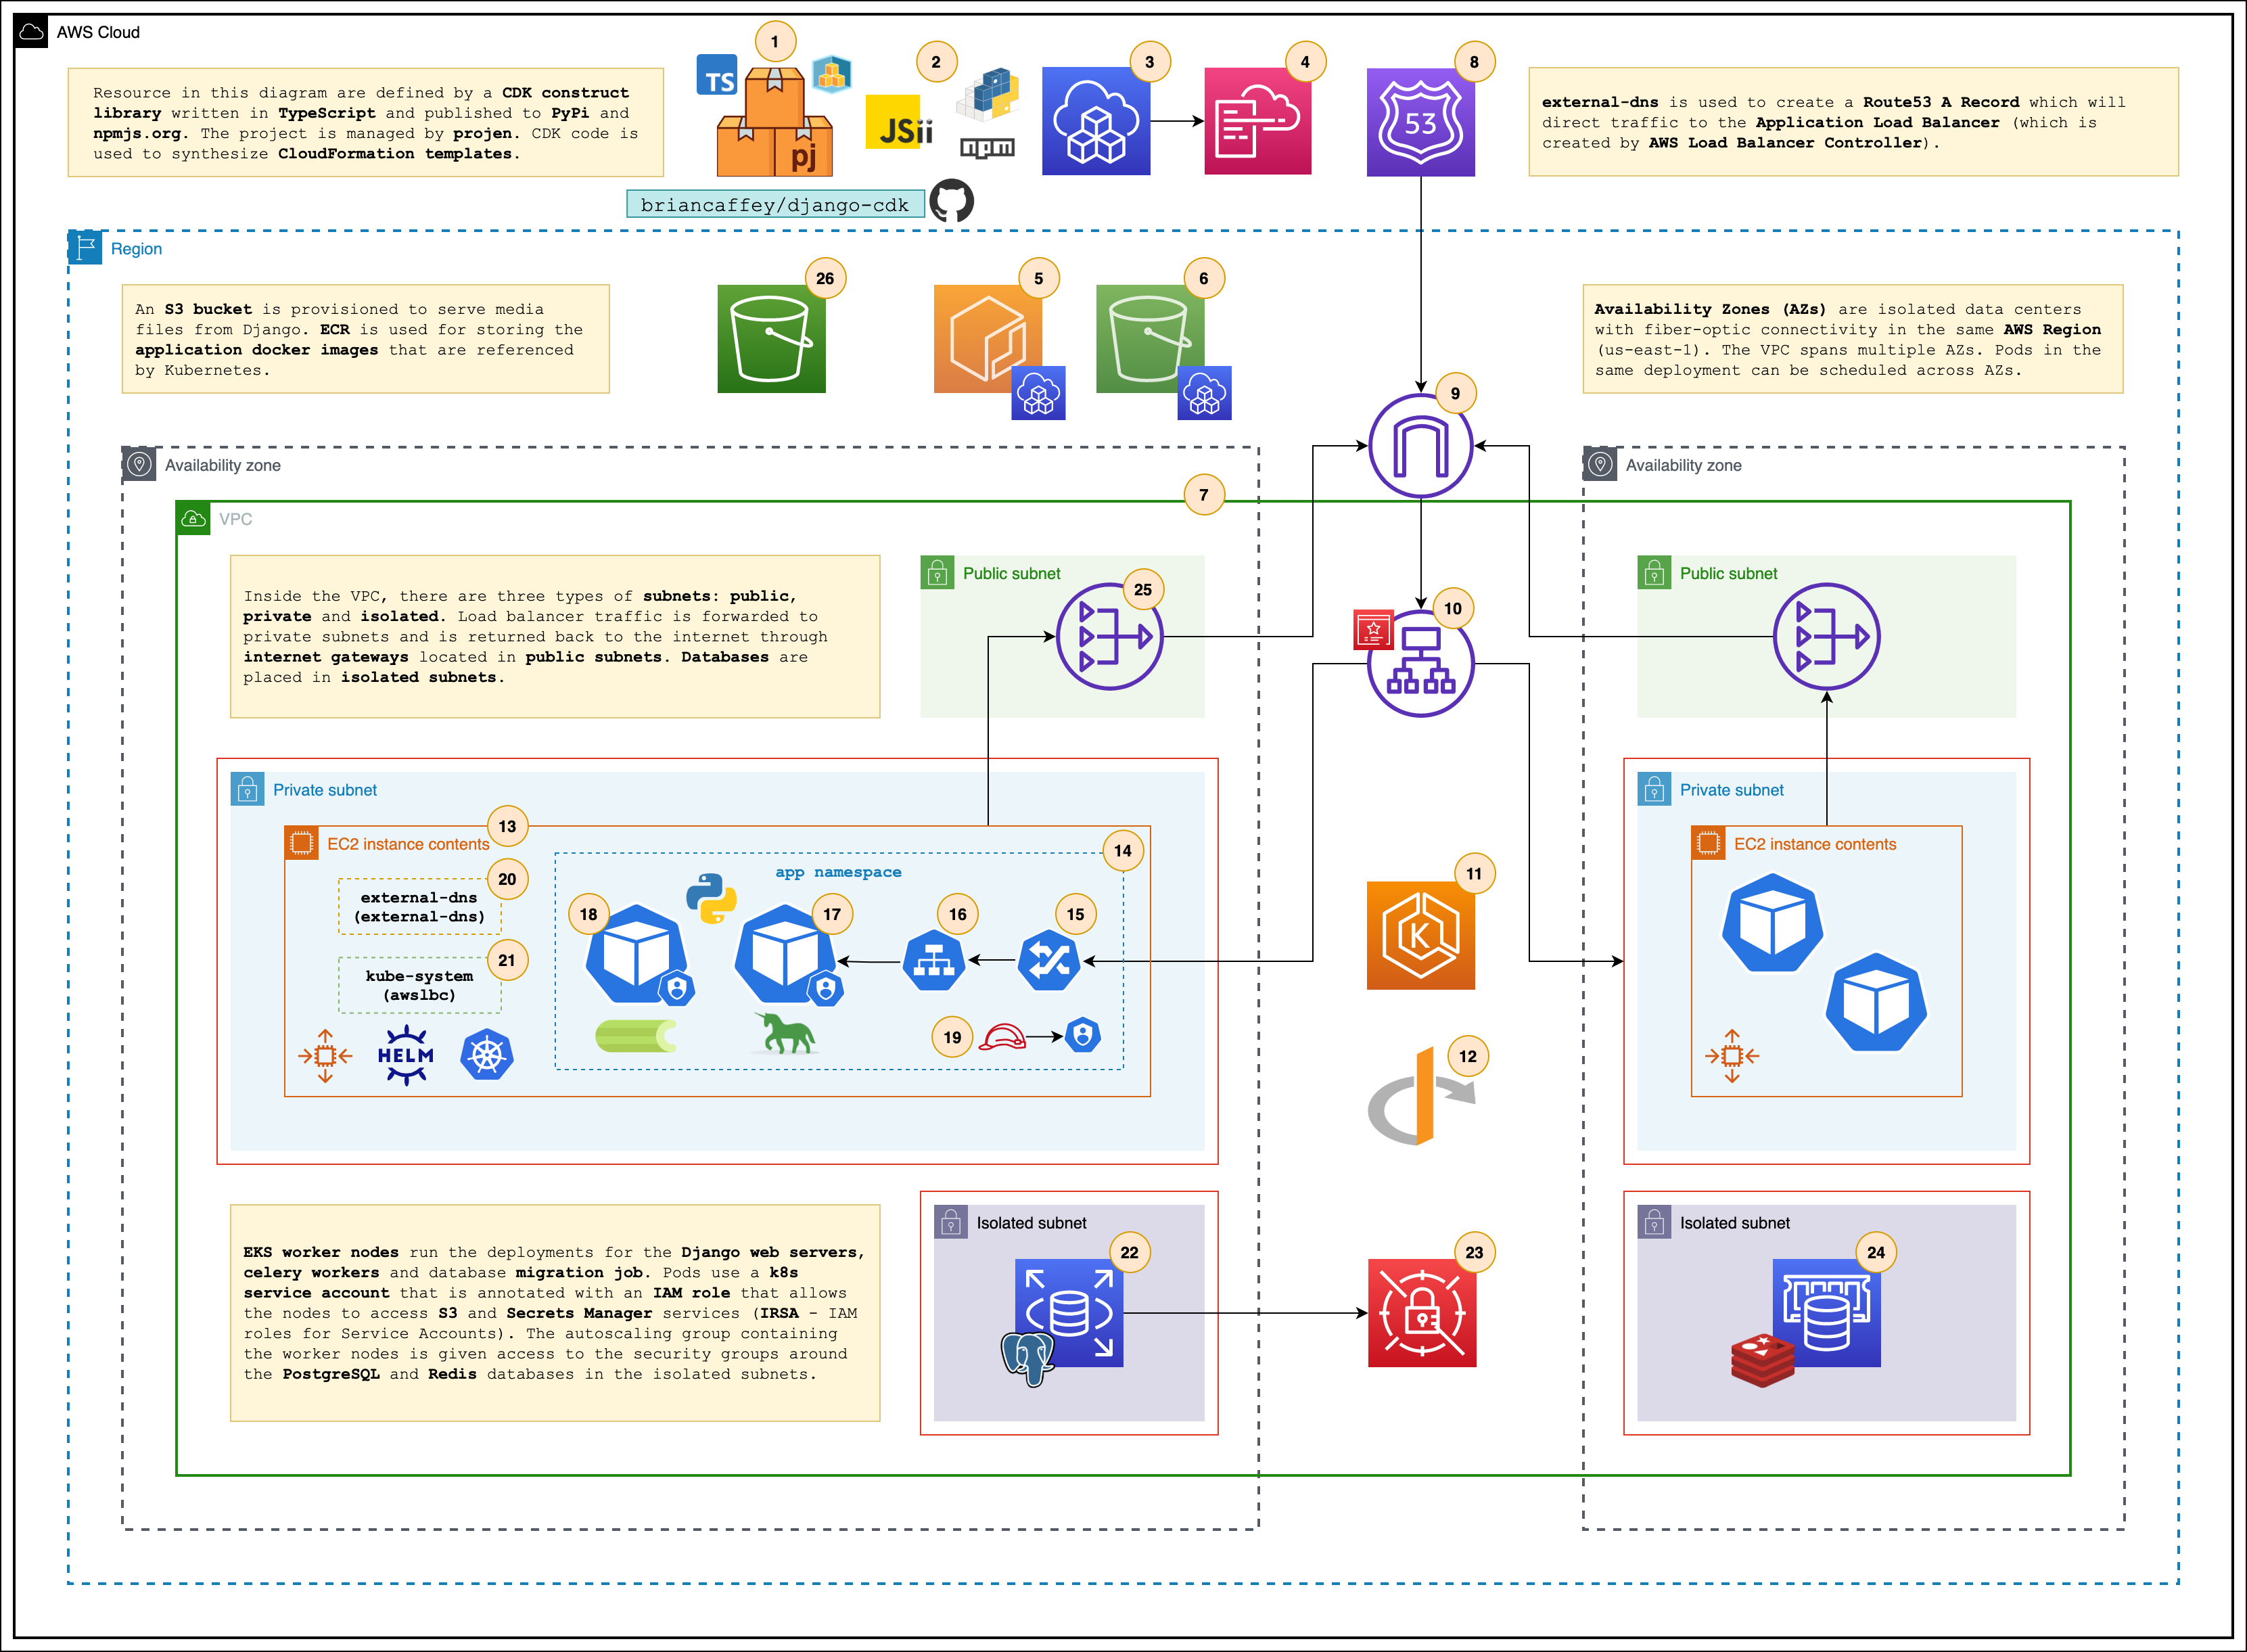 AWS Cloud
1
2
3
4
8
TS
pj
JSii
npm
53
Resource in this diagram are defined by a CDK construct
library written in TypeScript and published to PyPi and
npmjs.org. The project is managed by projen. CDK code is
used to synthesize CloudFormation templates.
external-dns is used to create a Route53 A Record which will
direct traffic to the Application Load Balancer (which is
created by AWS Load Balancer Controller).
briancaffey/django-cdk
Region
26
5
6
An S3 bucket is provisioned to serve media
files from Django. ECR is used for storing the
application docker images that are referenced
by Kubernetes.
Availability Zones (AZs) are isolated data centers
with fiber-optic connectivity in the same AWS Region
(us-east-1). The VPC spans multiple AZs. Pods in the
same deployment can be scheduled across AZs.
9
Availability zone
Availability zone
7
VPC
Inside the VPC, there are three types of subnets: public,
private and isolated. Load balancer traffic is forwarded to
private subnets and is returned back to the internet through
internet gateways located in public subnets. Databases are
placed in isolated subnets.
Public subnet
25
10
Public subnet
Private subnet
Private subnet
13
EC2 instance contents
14
app namespace
20
external-dns
(external-dns)
21
kube-system
(awslbc)
HELM
18
17
16
15
19
11
K
12
EC2 instance contents
EKS worker nodes run the deployments for the Django web servers,
celery workers and database migration job. Pods use a k8s
service account that is annotated with an IAM role that allows
the nodes to access S3 and Secrets Manager services (IRSA - IAM
roles for Service Accounts). The autoscaling group containing
the worker nodes is given access to the security groups around
the PostgreSQL and Redis databases in the isolated subnets.
Isolated subnet
22
23
Isolated subnet
24